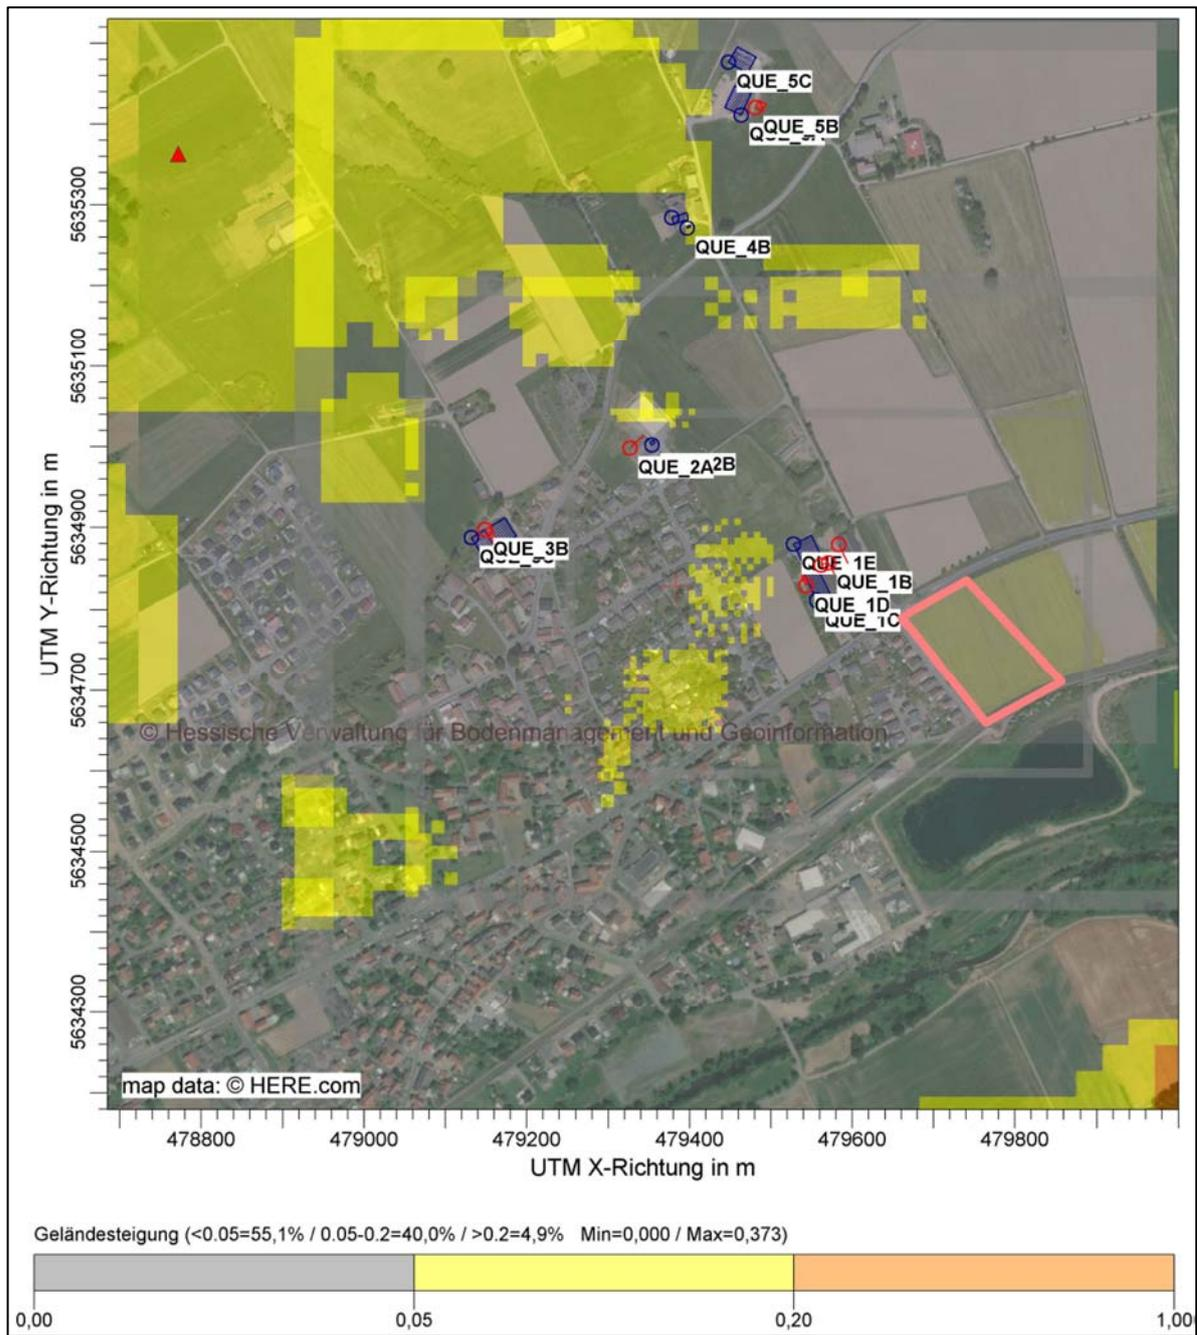 QUE_5C
QUE_5B
QUE_4B
QUE_2A 2B
QUE_3B
QUE_1E
QUE_1B
QUE_1D
QUE_1C
© Hessische Verwaltung für Bodenmanagement und Geoinformation
map data: © HERE.com
5635300
5635100
5634900
5634700
5634500
5634300
UTM Y-Richtung in m
478800 479000 479200 479400 479600 479800
UTM X-Richtung in m
Geländesteigung (<0.05=55,1% / 0.05-0.2=40,0% / >0.2=4,9% Min=0,000 / Max=0,373)
0,00 0,05 0,20 1,00